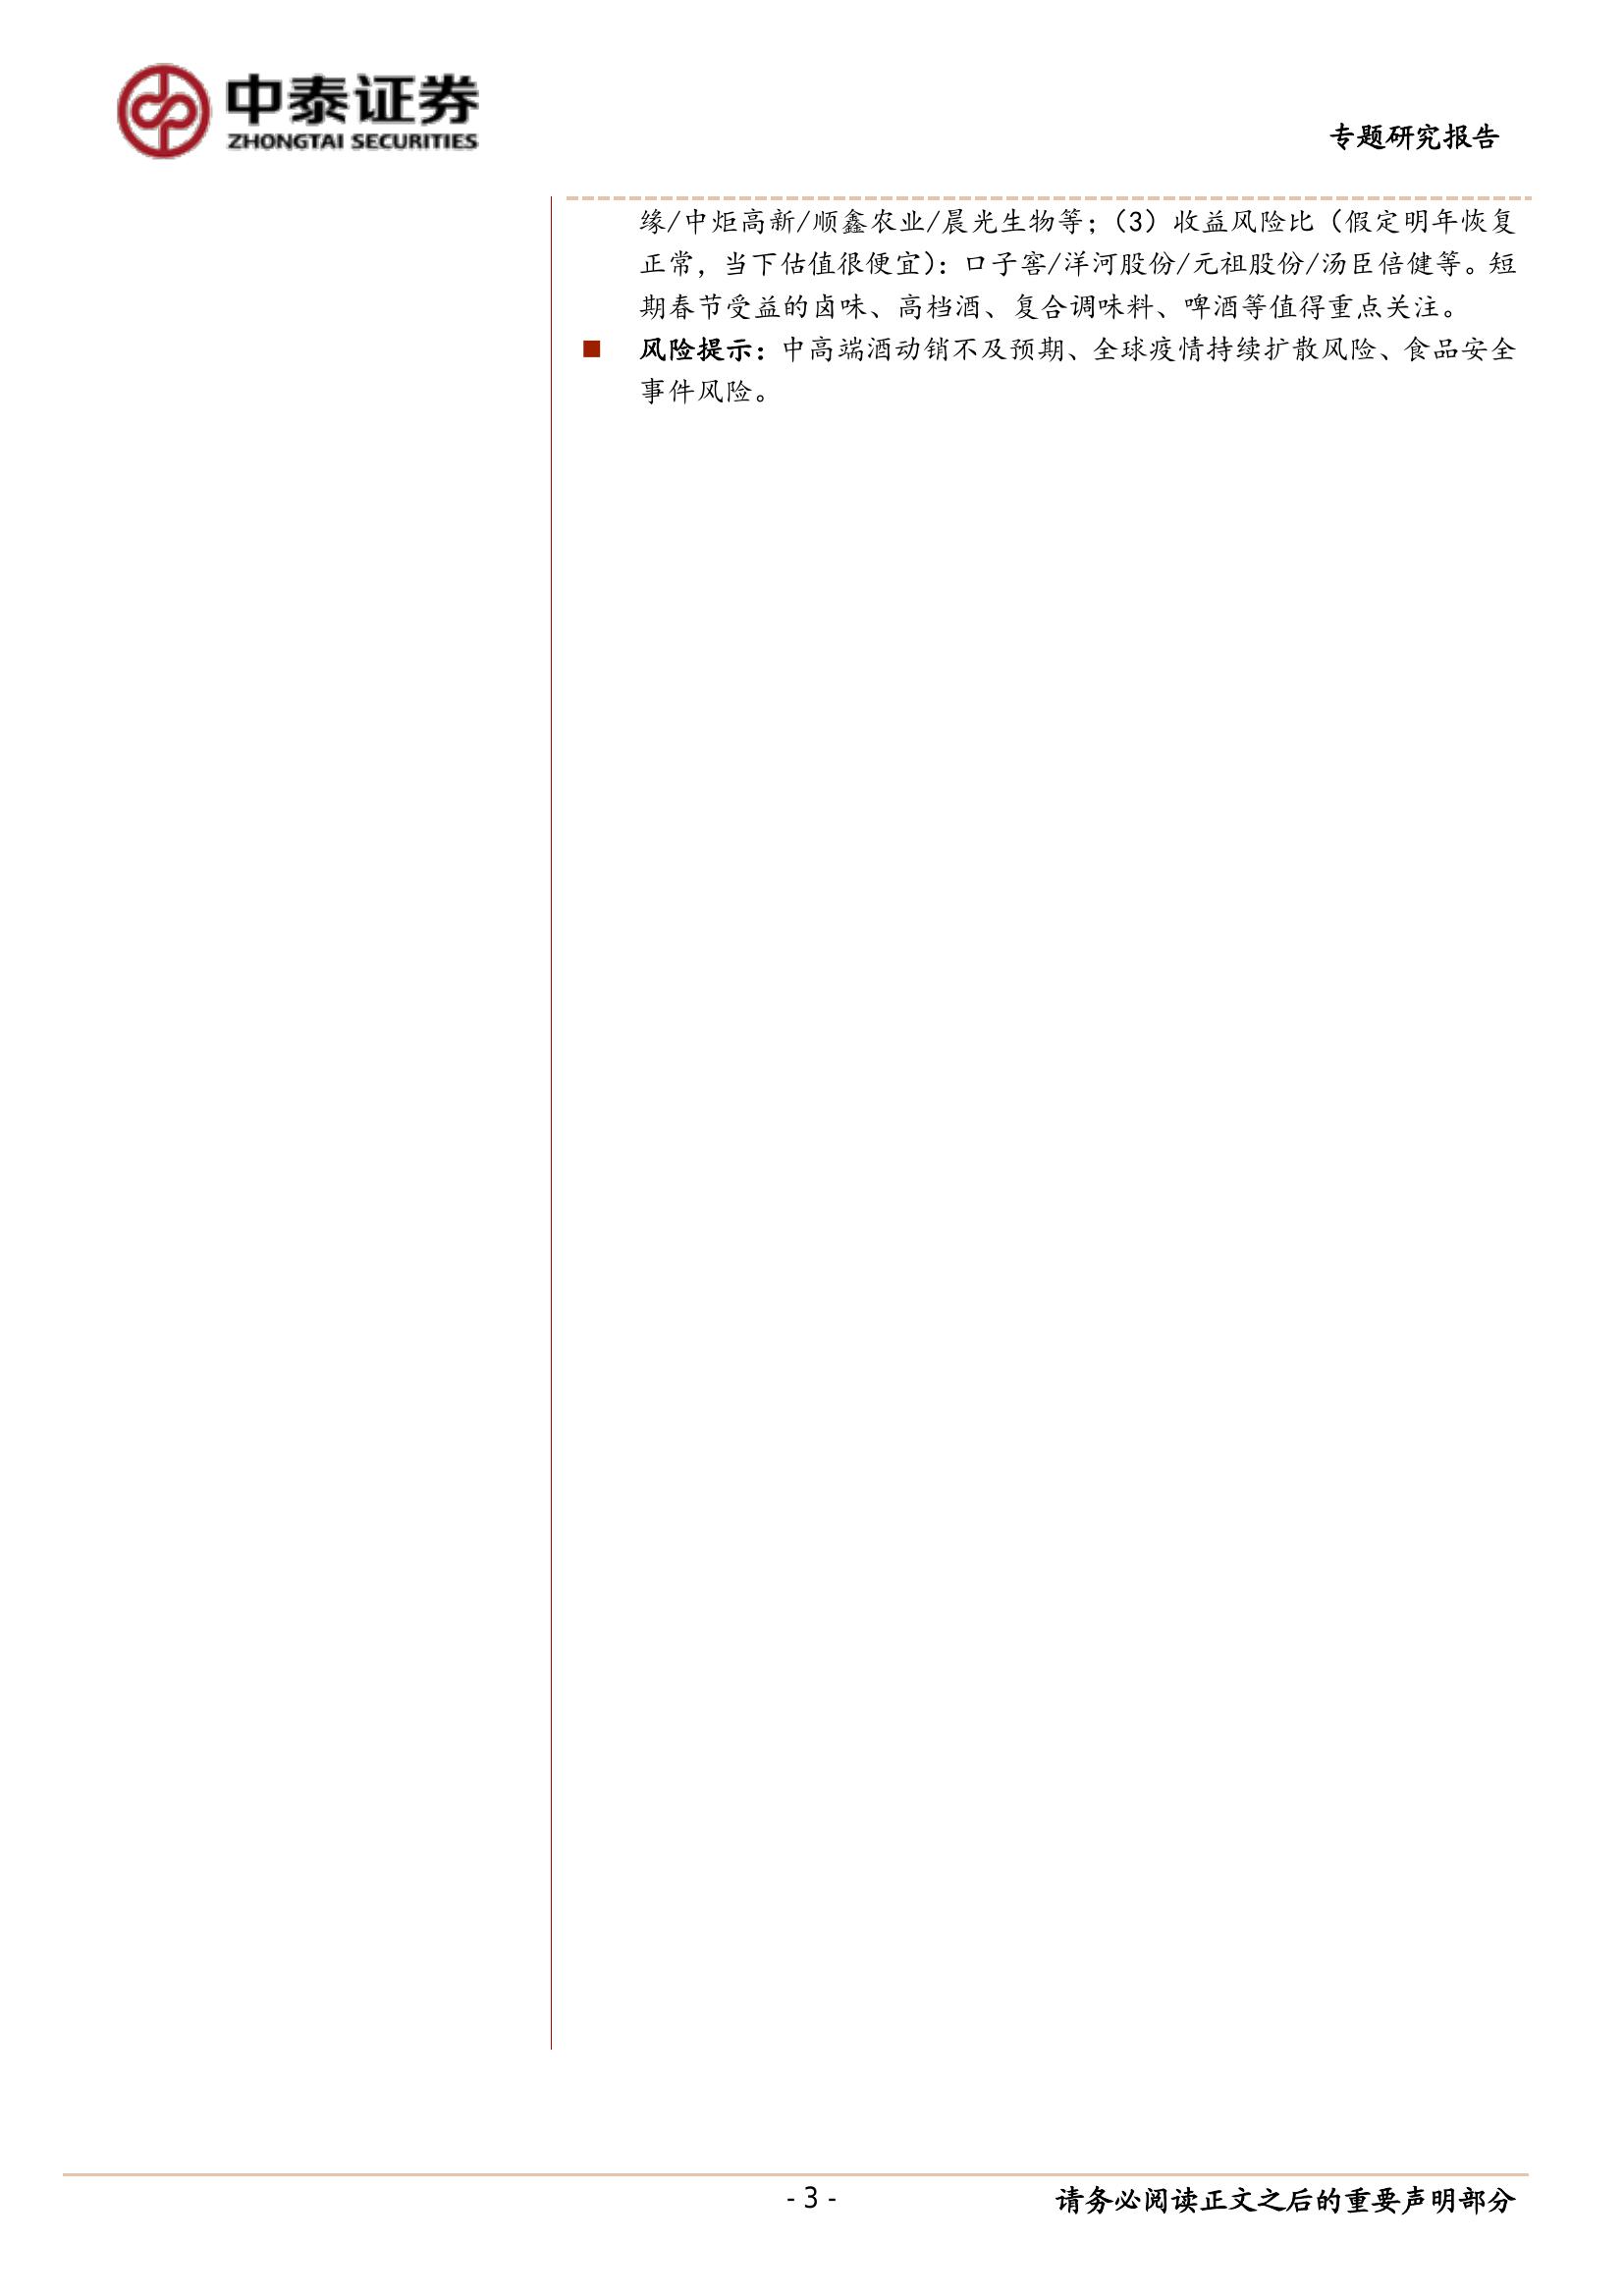 中泰证券
ZHONGTAI SECURITIES
专题研究报告
缘/中炬高新/顺鑫农业/晨光生物等；（3）收益风险比（假定明年恢复
正常，当下估值很便宜）：口子窖/洋河股份/元祖股份/汤臣倍健等。短
期春节受益的卤味、高档酒、复合调味料、啤酒等值得重点关注。
■ 风险提示：中高端酒动销不及预期、全球疫情持续扩散风险、食品安全
事件风险。
- 3 -
请务必阅读正文之后的重要声明部分